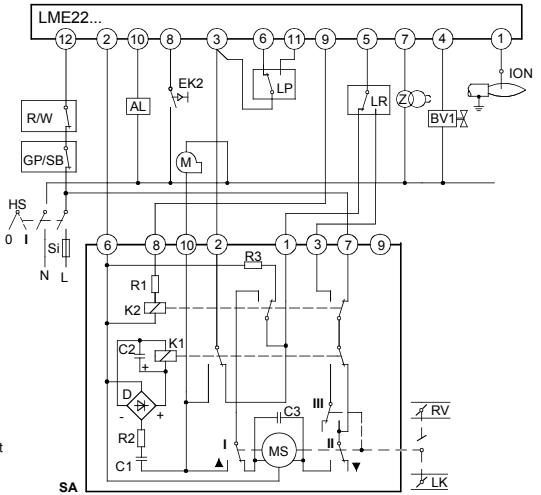 LME22...
12 2 10 8 3 6 11 9 5 7 4 1
ION
EK2
LP
LR
Z
BV1
AL
R/W
GP/SB
M
HS
0 I
Si
N L
6 8 10 2 1 3 7 9
R3
R1
K2
K1
C2
+
D
- +
R2
C1
C3
III
I
MS
II
RV
LK
t
SA